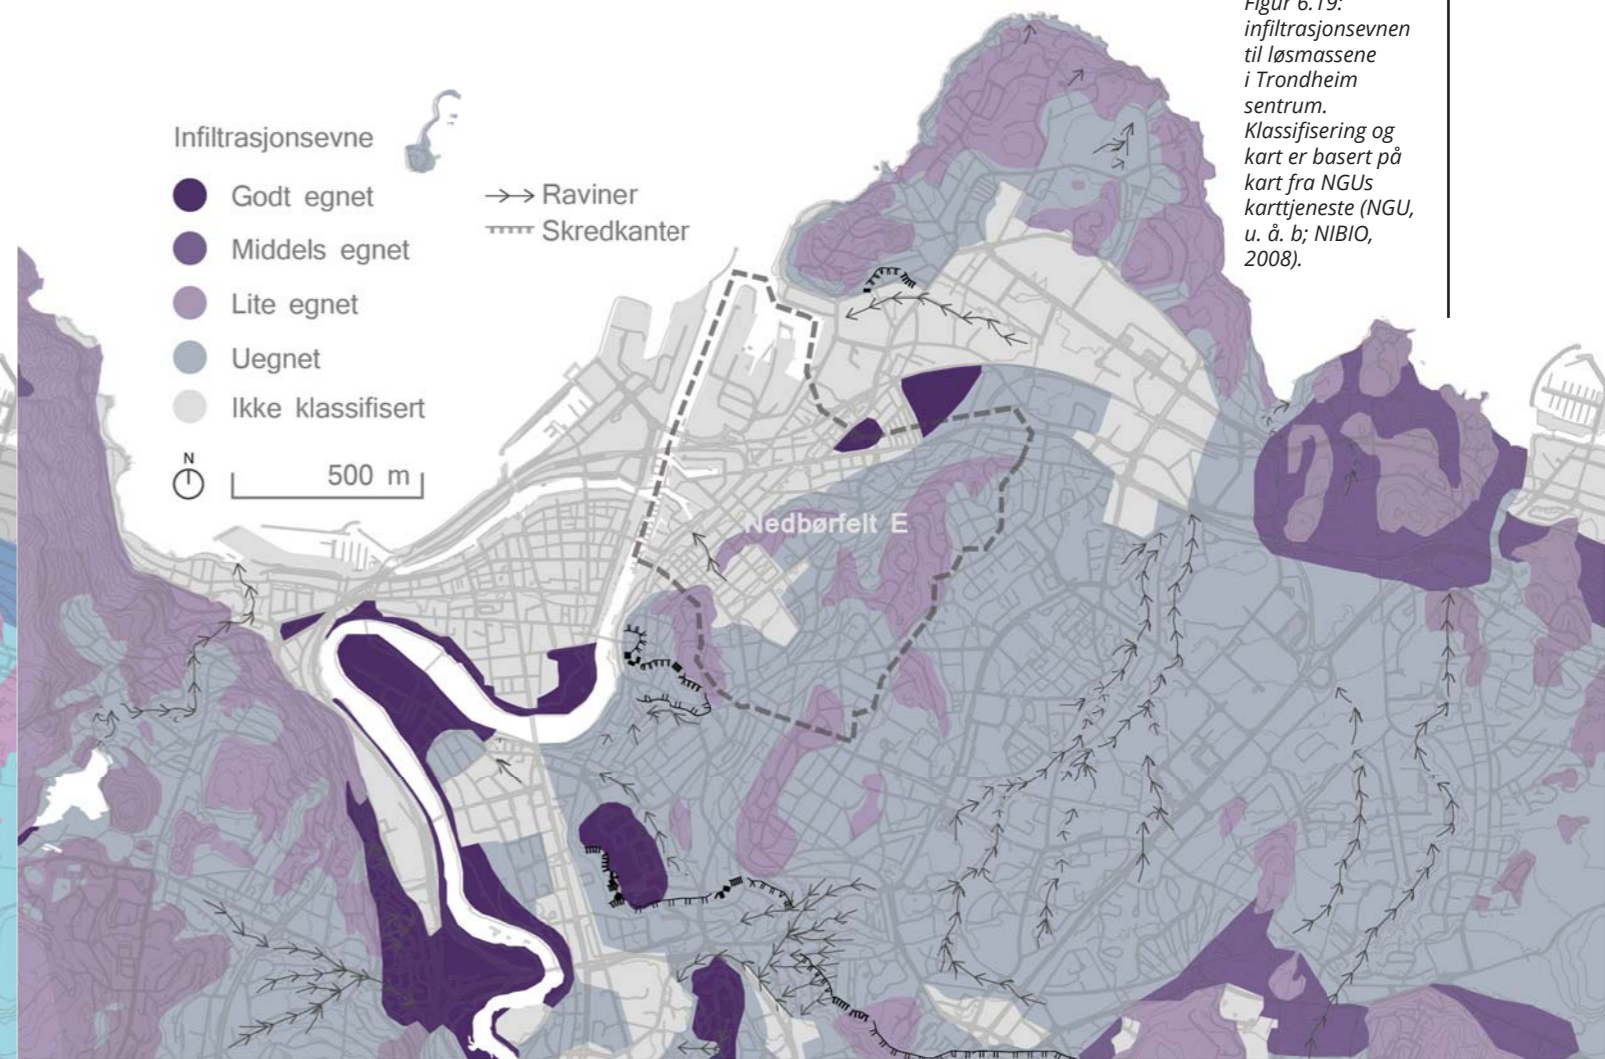 Figur 6.19:
infiltrasjonsevnen
til løsmassene
i Trondheim
sentrum.
Klassifisering og
kart er basert på
kart fra NGUs
karttjeneste (NGU,
u. å. b; NIBIO,
2008).
Infiltrasjonsevne
Godt egnet
Middels egnet
Lite egnet
Uegnet
Ikke klassifisert
Raviner
Skredkanter
N
500 m
Nedbørfelt E